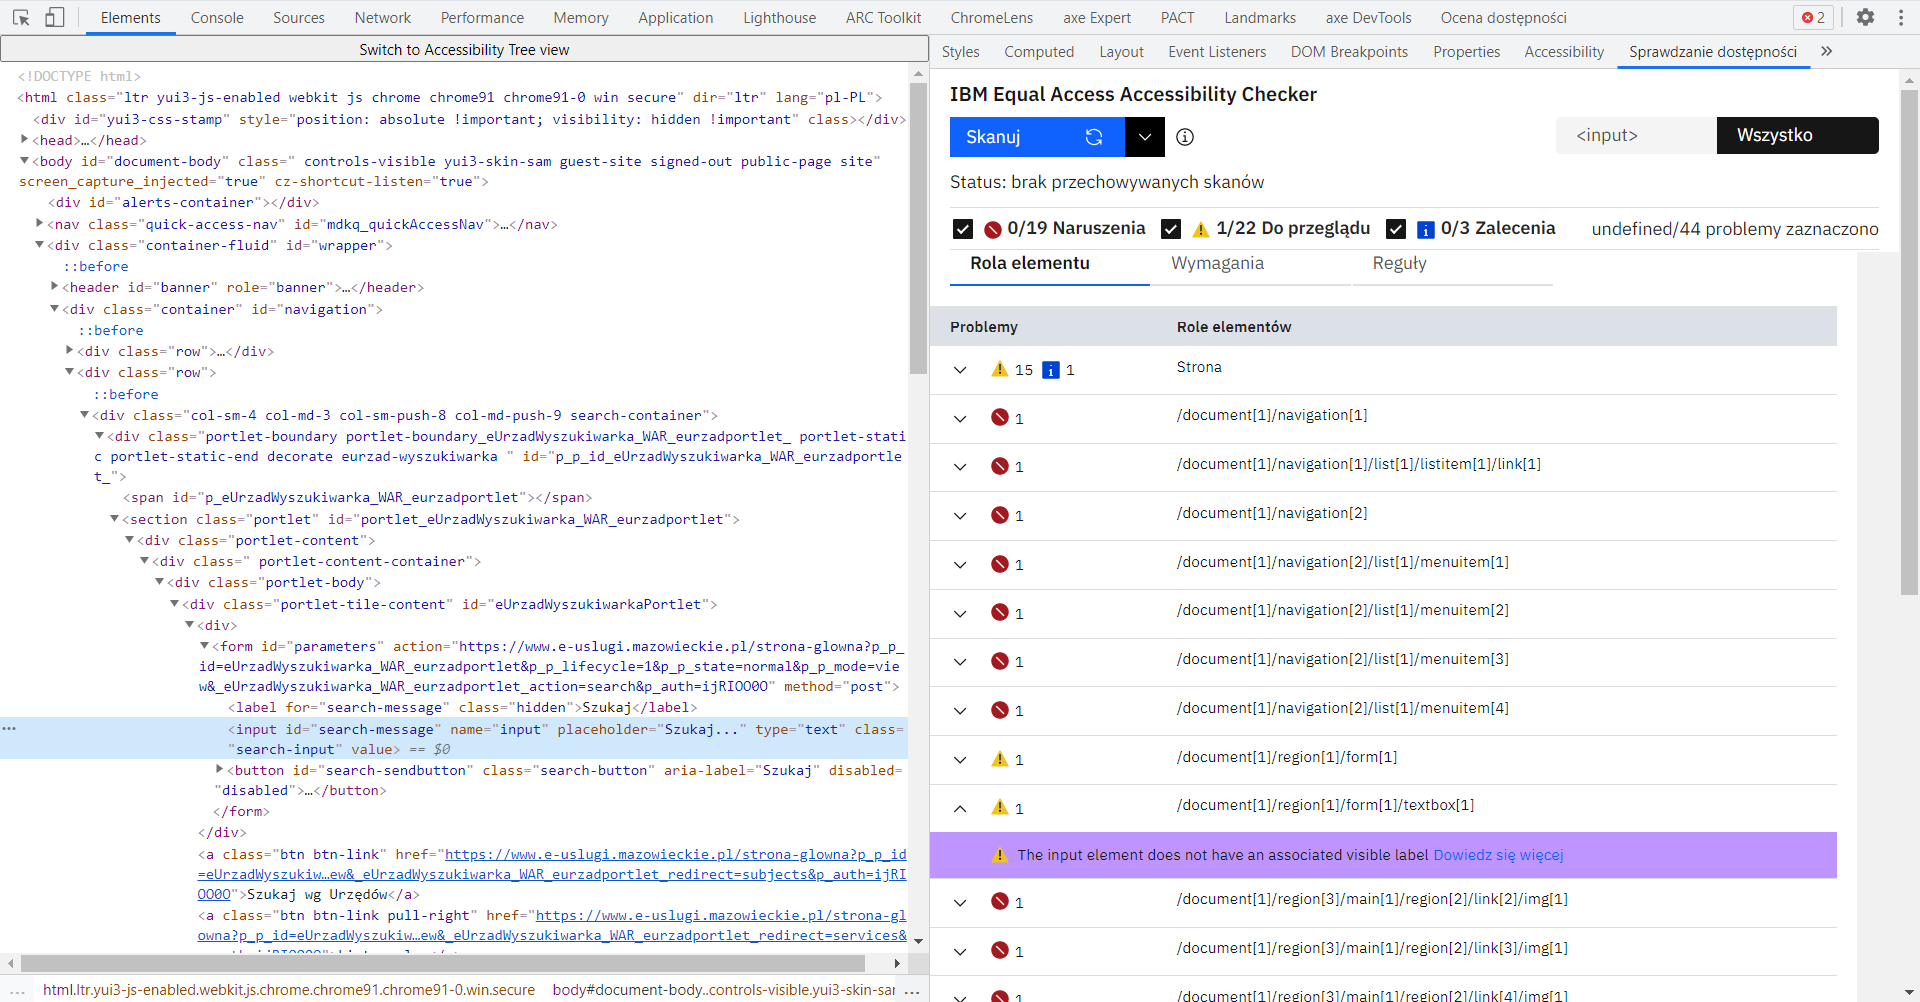 Elements Console Sources Network Performance Memory Application Lighthouse ARC Toolkit ChromeLens axe Expert PACT Landmarks axe DevTools Ocena dostępności 2
Switch to Accessibility Tree view
<!DOCTYPE html>
<html class="ltr yui3-js-enabled webkit js chrome chrome91 chrome91-0 win secure" dir="ltr" lang="pl-PL">
<div id="yui3-css-stamp" style="position: absolute !important; visibility: hidden !important" class></div>
<head>…</head>
<body id="document-body" class=" controls-visible yui3-skin-sam guest-site signed-out public-page site"
screen_capture_injected="true" cz-shortcut-listen="true">
<div id="alerts-container"></div>
<nav class="quick-access-nav" id="mdkq_quickAccessNav">…</nav>
<div class="container-fluid" id="wrapper">
::before
<header id="banner" role="banner">…</header>
<div class="container" id="navigation">
::before
<div class="row">…</div>
<div class="row">
::before
<div class="col-sm-4 col-md-3 col-sm-push-8 col-md-push-9 search-container">
<div class="portlet-boundary portlet-boundary_eUrzadWyszukiwarka_WAR_eurzadportlet_ portlet-stati
c portlet-static-end decorate eurzad-wyszukiwarka " id="p_p_id_eUrzadWyszukiwarka_WAR_eurzadportle
t_">
<span id="p_eUrzadWyszukiwarka_WAR_eurzadportlet"></span>
<section class="portlet" id="portlet_eUrzadWyszukiwarka_WAR_eurzadportlet">
<div class="portlet-content">
<div class=" portlet-content-container">
<div class="portlet-body">
<div class="portlet-tile-content" id="eUrzadWyszukiwarkaPortlet">
<div>
<form id="parameters" action="https://www.e-uslugi.mazowieckie.pl/strona-glowna?p_p_
id=eUrzadWyszukiwarka_WAR_eurzadportlet&p_p_lifecycle=1&p_p_state=normal&p_p_mode=vie
w&_eUrzadWyszukiwarka_WAR_eurzadportlet_action=search&p_auth=ijRIOO0O" method="post">
<label for="search-message" class="hidden">Szukaj</label>
<input id="search-message" name="input" placeholder="Szukaj..." type="text" class=
"search-input" value> == $0
<button id="search-sendbutton" class="search-button" aria-label="Szukaj" disabled=
"disabled">…</button>
</form>
</div>
<a class="btn btn-link" href="https://www.e-uslugi.mazowieckie.pl/strona-glowna?p_p_id
=eUrzadWyszukiw…ew&_eUrzadWyszukiwarka_WAR_eurzadportlet_redirect=subjects&p_auth=ijRI
OO0O">Szukaj wg Urzędów</a>
<a class="btn btn-link pull-right" href="https://www.e-uslugi.mazowieckie.pl/strona-gl
owna?p_p_id=eUrzadWyszukiw…ew&_eUrzadWyszukiwarka_WAR_eurzadportlet_redirect=services&
… html.ltr.yui3-js-enabled.webkit.js.chrome.chrome91.chrome91-0.win.secure body#document-body..controls-visible.yui3-skin-sar …
Styles Computed Layout Event Listeners DOM Breakpoints Properties Accessibility Sprawdzanie dostępności
IBM Equal Access Accessibility Checker
Skanuj <input> Wszystko
Status: brak przechowywanych skanów
0/19 Naruszenia 1/22 Do przeglądu 0/3 Zalecenia undefined/44 problemy zaznaczono
Rola elementu Wymagania Reguły
Problemy Role elementów
15 1 Strona
1 /document[1]/navigation[1]
1 /document[1]/navigation[1]/list[1]/listitem[1]/link[1]
1 /document[1]/navigation[2]
1 /document[1]/navigation[2]/list[1]/menuitem[1]
1 /document[1]/navigation[2]/list[1]/menuitem[2]
1 /document[1]/navigation[2]/list[1]/menuitem[3]
1 /document[1]/navigation[2]/list[1]/menuitem[4]
1 /document[1]/region[1]/form[1]
1 /document[1]/region[1]/form[1]/textbox[1]
The input element does not have an associated visible label Dowiedz się więcej
1 /document[1]/region[3]/main[1]/region[2]/link[2]/img[1]
1 /document[1]/region[3]/main[1]/region[2]/link[3]/img[1]
1 /document[1]/region[3]/main[1]/region[2]/link[4]/img[1]